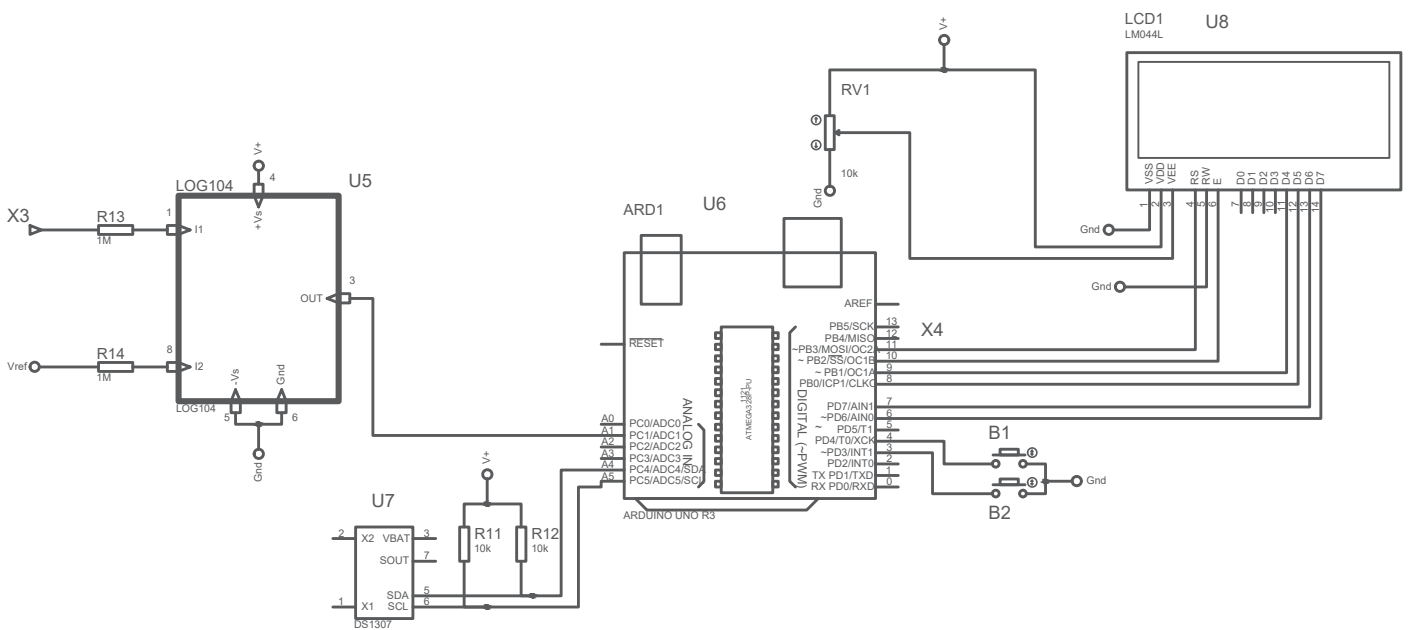 LCD1
LM044L
U8
V+
RV1
10k
Gnd
VSS
VDD
VEE
RS
RW
E
D0
D1
D2
D3
D4
D5
D6
D7
1
2
3
4
5
6
7
8
9
10
11
12
13
14
Gnd
Gnd
V+
4
LOG104
U5
+Vs
X3
R13
1M
1
I1
OUT
3
Vref
R14
1M
8
I2
-Vs
Gnd
LOG104
5
6
Gnd
ARD1
U6
X4
RESET
AREF
PB5/SCK
13
PB4/MISO
12
~PB3/MOSI/OC2A
11
~ PB2/SS/OC1B
10
~ PB1/OC1A
9
PB0/ICP1/CLKO
8
PD7/AIN1
7
~PD6/AIN0
6
~
PD5/T1
5
PD4/T0/XCK
4
~PD3/INT1
3
PD2/INT0
2
TX PD1/TXD
1
RX PD0/RXD
0
A0
PC0/ADC0
A1
PC1/ADC1
A2
PC2/ADC2
A3
PC3/ADC3
A4
PC4/ADC4/SDA
A5
PC5/ADC5/SCL
ANALOG IN
ATMEGA328P-PU
1121
DIGITAL (~PWM)
ARDUINO UNO R3
B1
B2
Gnd
V+
R11
10k
R12
10k
U7
2
X2
VBAT
3
SOUT
7
SDA
5
1
X1
SCL
6
DS1307